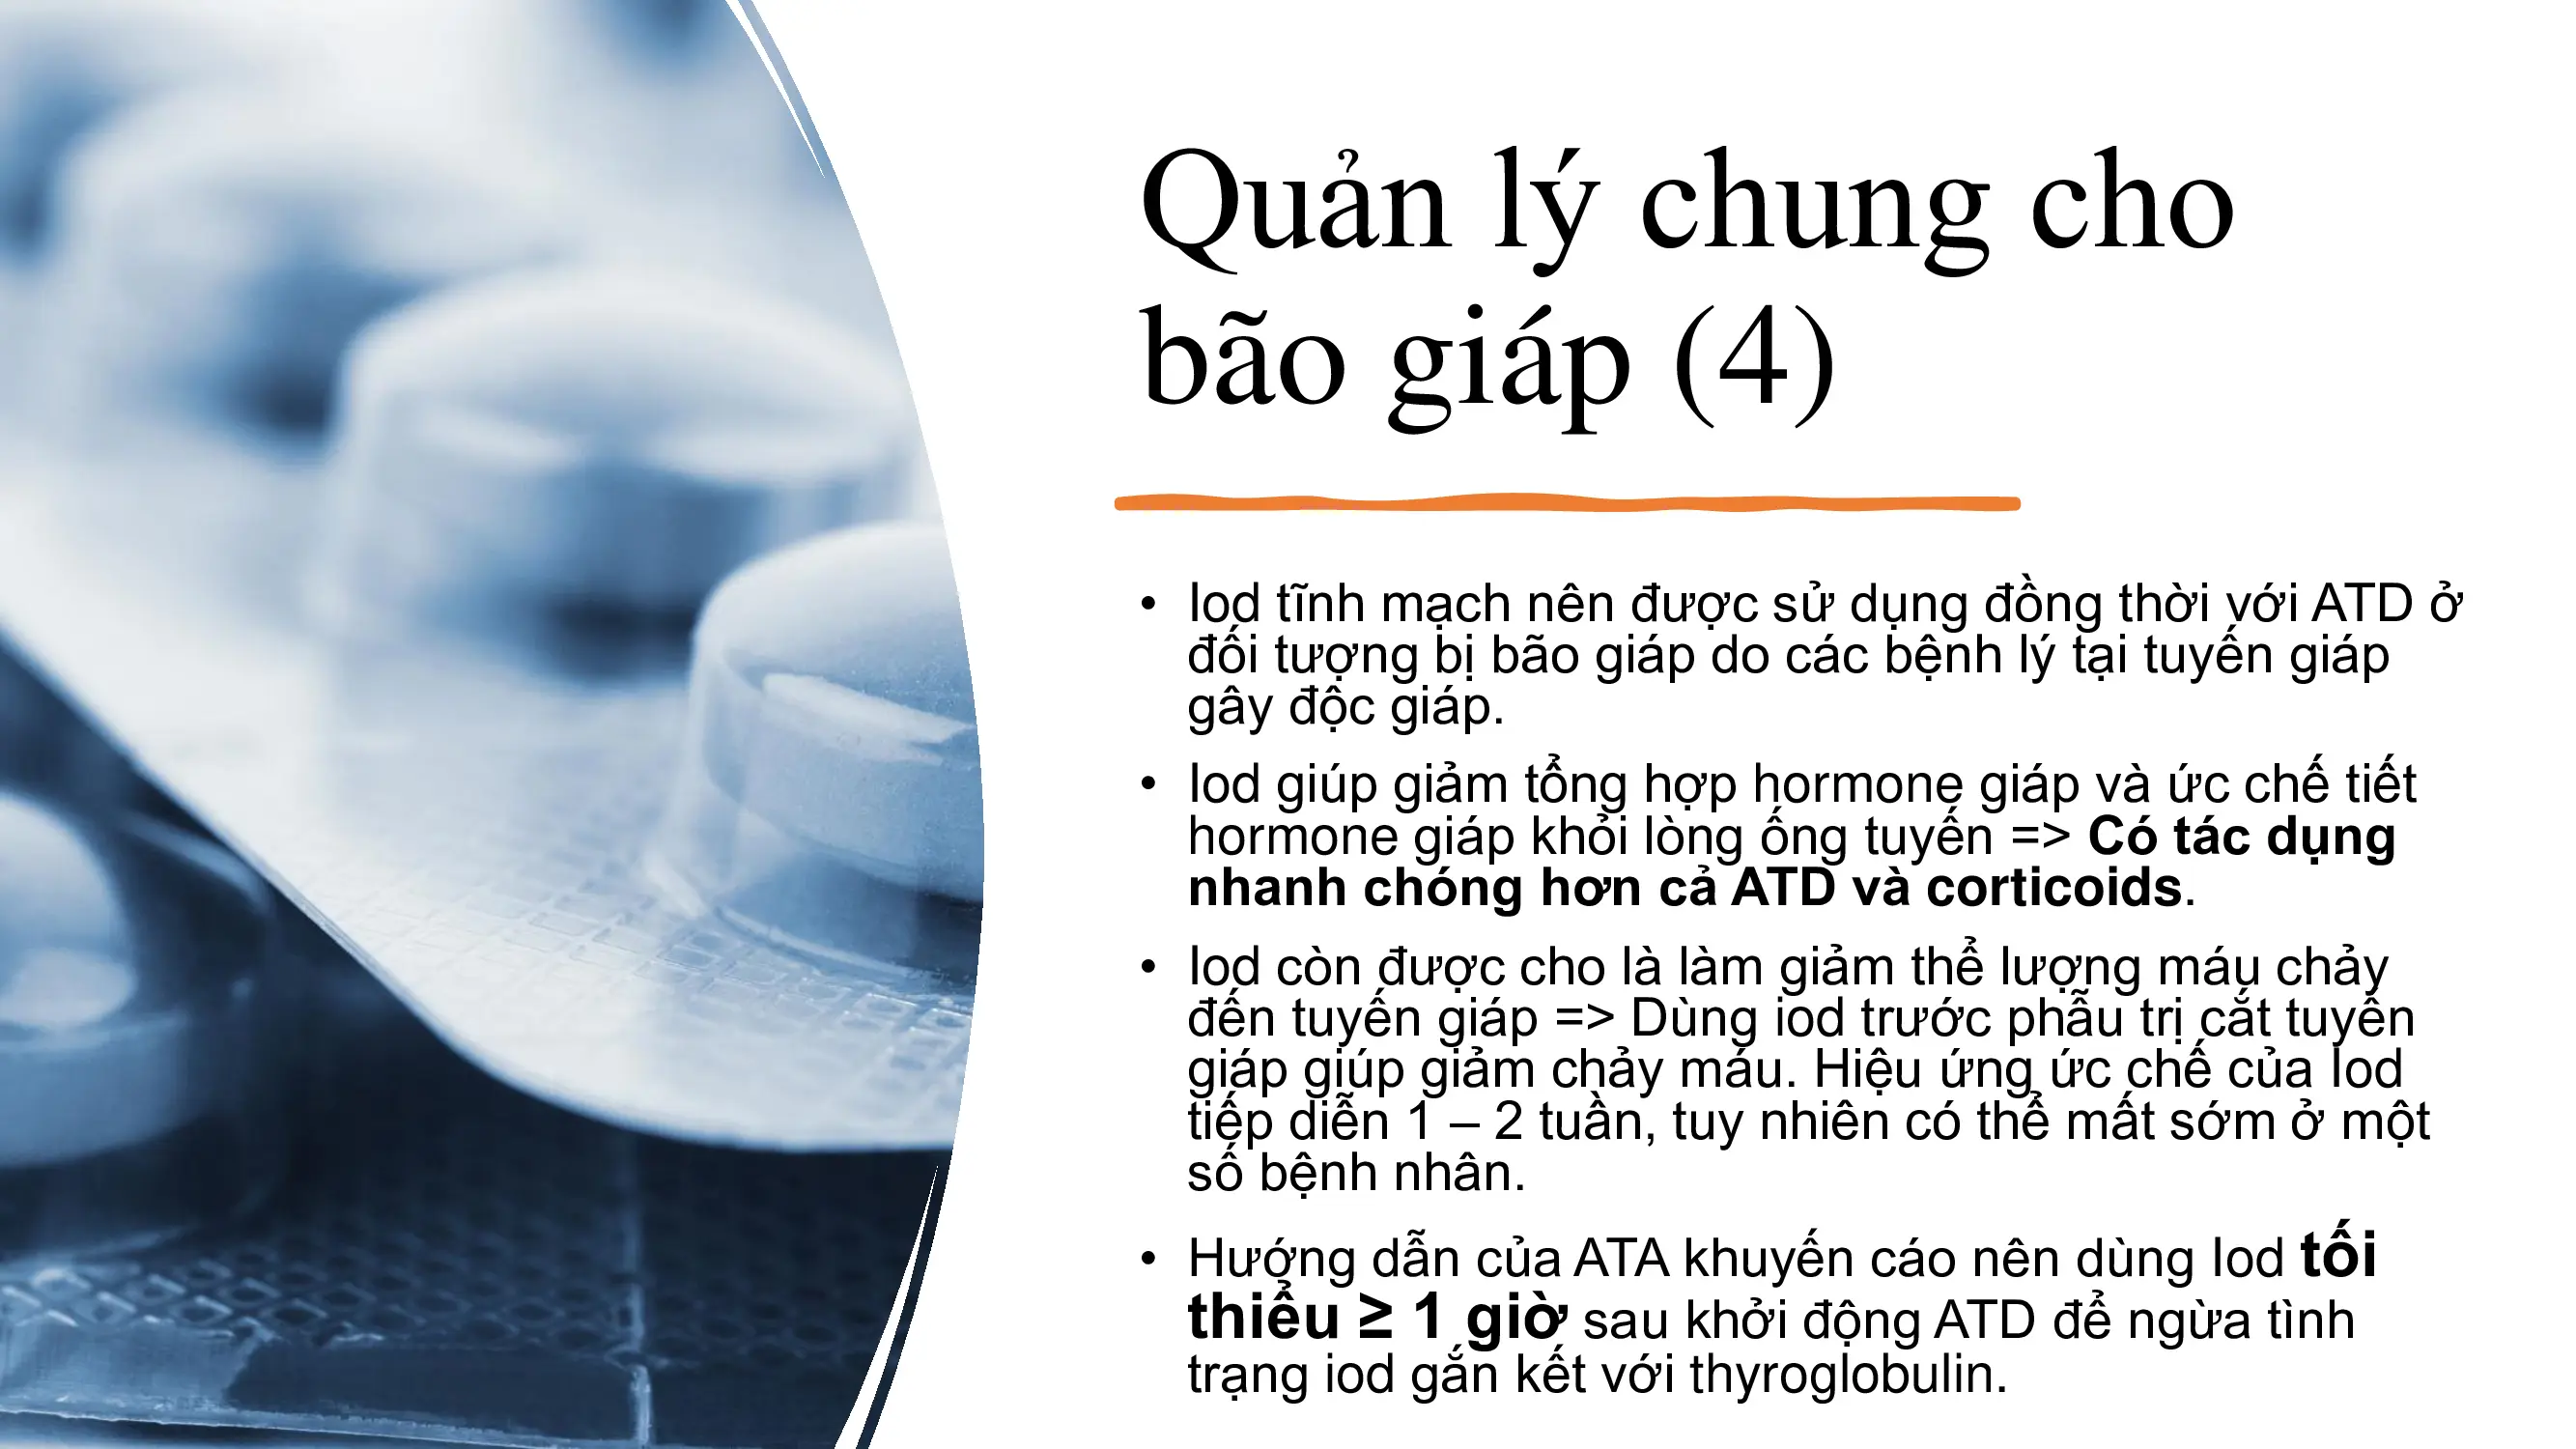 Quản lý chung cho
bão giáp (4)
• Iod tĩnh mạch nên được sử dụng đồng thời với ATD ở
đối tượng bị bão giáp do các bệnh lý tại tuyến giáp
gây độc giáp.
• Iod giúp giảm tổng hợp hormone giáp và ức chế tiết
hormone giáp khỏi lòng ống tuyến => Có tác dụng
nhanh chóng hơn cả ATD và corticoids.
• Iod còn được cho là làm giảm thể lượng máu chảy
đến tuyến giáp => Dùng iod trước phẫu trị cắt tuyến
giáp giúp giảm chảy máu. Hiệu ứng ức chế của Iod
tiếp diễn 1 – 2 tuần, tuy nhiên có thể mất sớm ở một
số bệnh nhân.
• Hướng dẫn của ATA khuyến cáo nên dùng Iod tối
thiểu ≥ 1 giờ sau khởi động ATD để ngừa tình
trạng iod gắn kết với thyroglobulin.